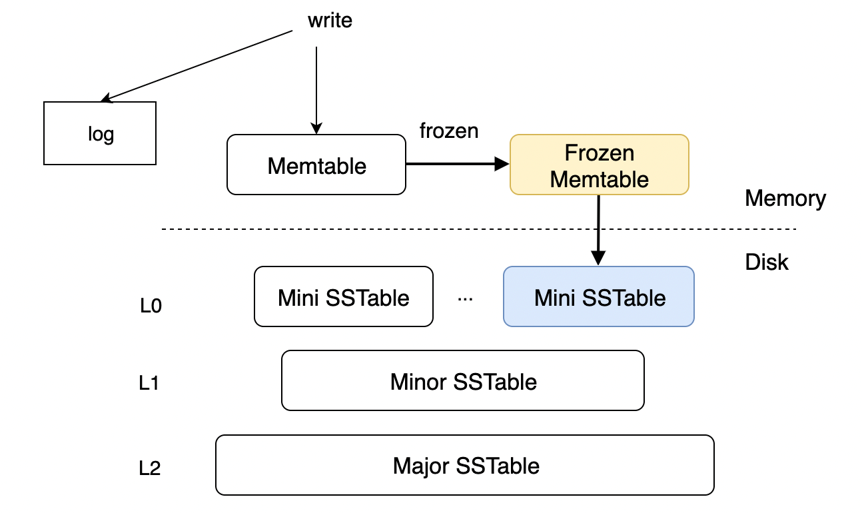 write
log
Memtable
frozen
Frozen
Memtable
Memory
Disk
L0
Mini SSTable
...
Mini SSTable
L1
Minor SSTable
L2
Major SSTable